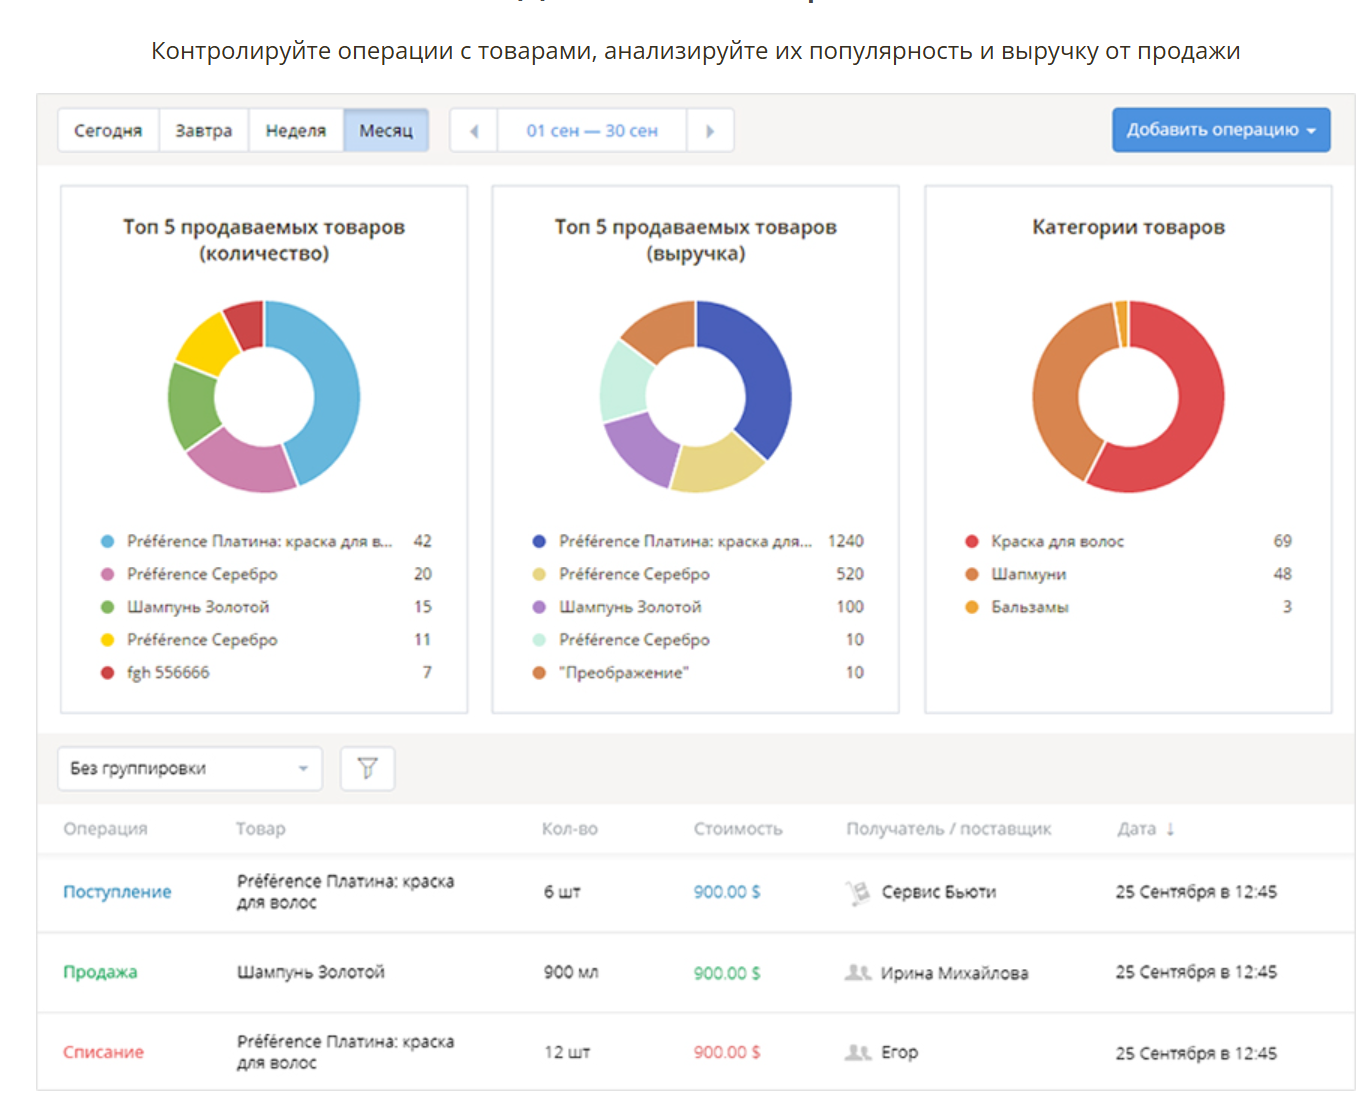 Контролируйте операции с товарами, анализируйте их популярность и выручку от продажи
Сегодня Завтра Неделя Месяц 01 сен — 30 сен Добавить операцию
Топ 5 продаваемых товаров
(количество)
Préférence Платина: краска для в... 42
Préférence Серебро 20
Шампунь Золотой 15
Préférence Серебро 11
fgh 556666 7
Топ 5 продаваемых товаров
(выручка)
Préférence Платина: краска для... 1240
Préférence Серебро 520
Шампунь Золотой 100
Préférence Серебро 10
"Преображение" 10
Категории товаров
Краска для волос 69
Шапмуни 48
Бальзамы 3
Без группировки
Операция Товар Кол-во Стоимость Получатель / поставщик Дата ↓
Поступление Préférence Платина: краска
для волос 6 шт 900.00 $ Сервис Бьюти 25 Сентября в 12:45
Продажа Шампунь Золотой 900 мл 900.00 $ Ирина Михайлова 25 Сентября в 12:45
Списание Préférence Платина: краска
для волос 12 шт 900.00 $ Егор 25 Сентября в 12:45